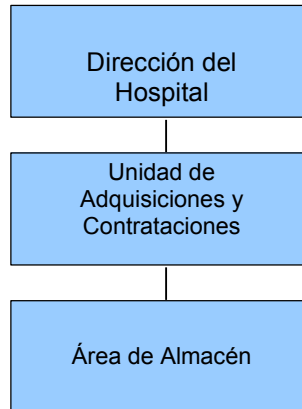 Dirección del
Hospital
Unidad de
Adquisiciones y
Contrataciones
Área de Almacén